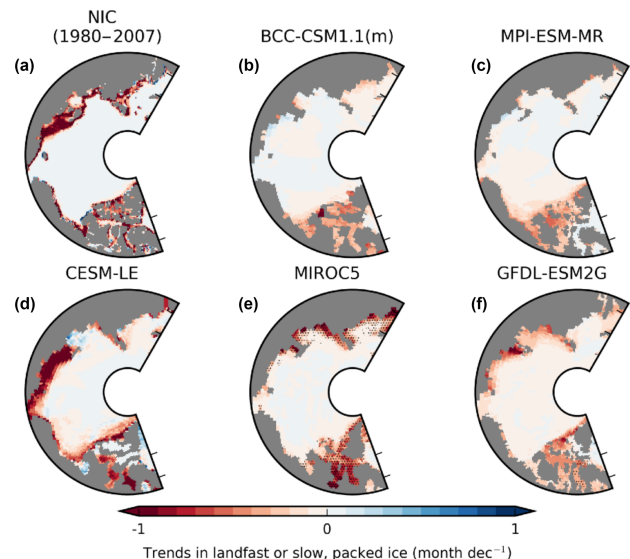 NIC
(1980–2007)
BCC-CSM1.1(m)
MPI-ESM-MR
(a)
(b)
(c)
CESM-LE
MIROC5
GFDL-ESM2G
(d)
(e)
(f)
-1
0
1
Trends in landfast or slow, packed ice (month dec⁻¹)